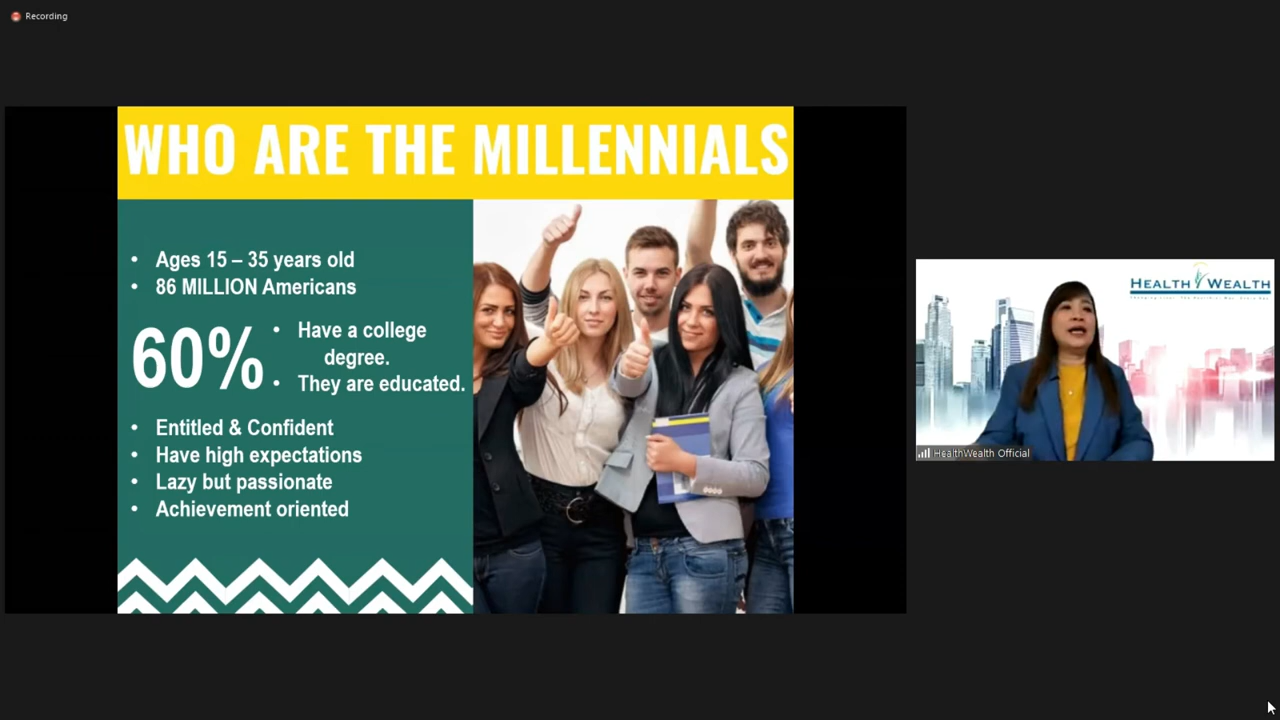 Recording
WHO ARE THE MILLENNIALS
• Ages 15 – 35 years old
• 86 MILLION Americans
60%
• Have a college
degree.
• They are educated.
• Entitled & Confident
• Have high expectations
• Lazy but passionate
• Achievement oriented
HEALTH WEALTH
HealthWealth Official